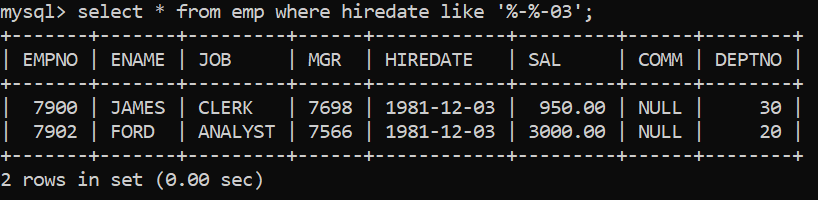 mysql> select * from emp where hiredate like '%-%-03';
+-------+-------+---------+------+------------+---------+------+--------+
| EMPNO | ENAME | JOB     | MGR  | HIREDATE   | SAL     | COMM | DEPTNO |
+-------+-------+---------+------+------------+---------+------+--------+
|  7900 | JAMES | CLERK   | 7698 | 1981-12-03 |  950.00 | NULL |     30 |
|  7902 | FORD  | ANALYST | 7566 | 1981-12-03 | 3000.00 | NULL |     20 |
+-------+-------+---------+------+------------+---------+------+--------+
2 rows in set (0.00 sec)